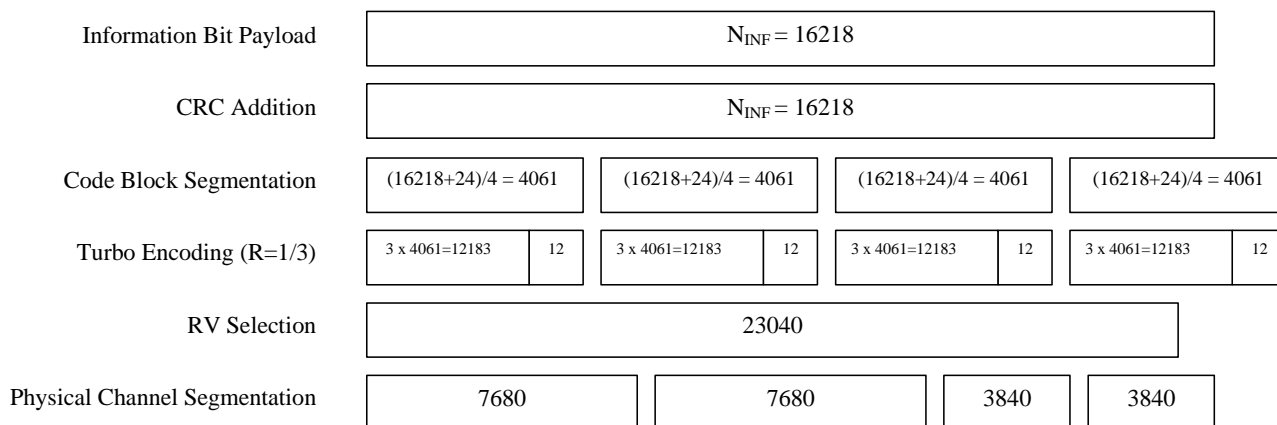 Information Bit Payload N_INF = 16218
CRC Addition N_INF = 16218
Code Block Segmentation (16218+24)/4 = 4061 (16218+24)/4 = 4061 (16218+24)/4 = 4061 (16218+24)/4 = 4061
Turbo Encoding (R=1/3) 3 x 4061=12183 12 3 x 4061=12183 12 3 x 4061=12183 12 3 x 4061=12183 12
RV Selection 23040
Physical Channel Segmentation 7680 7680 3840 3840